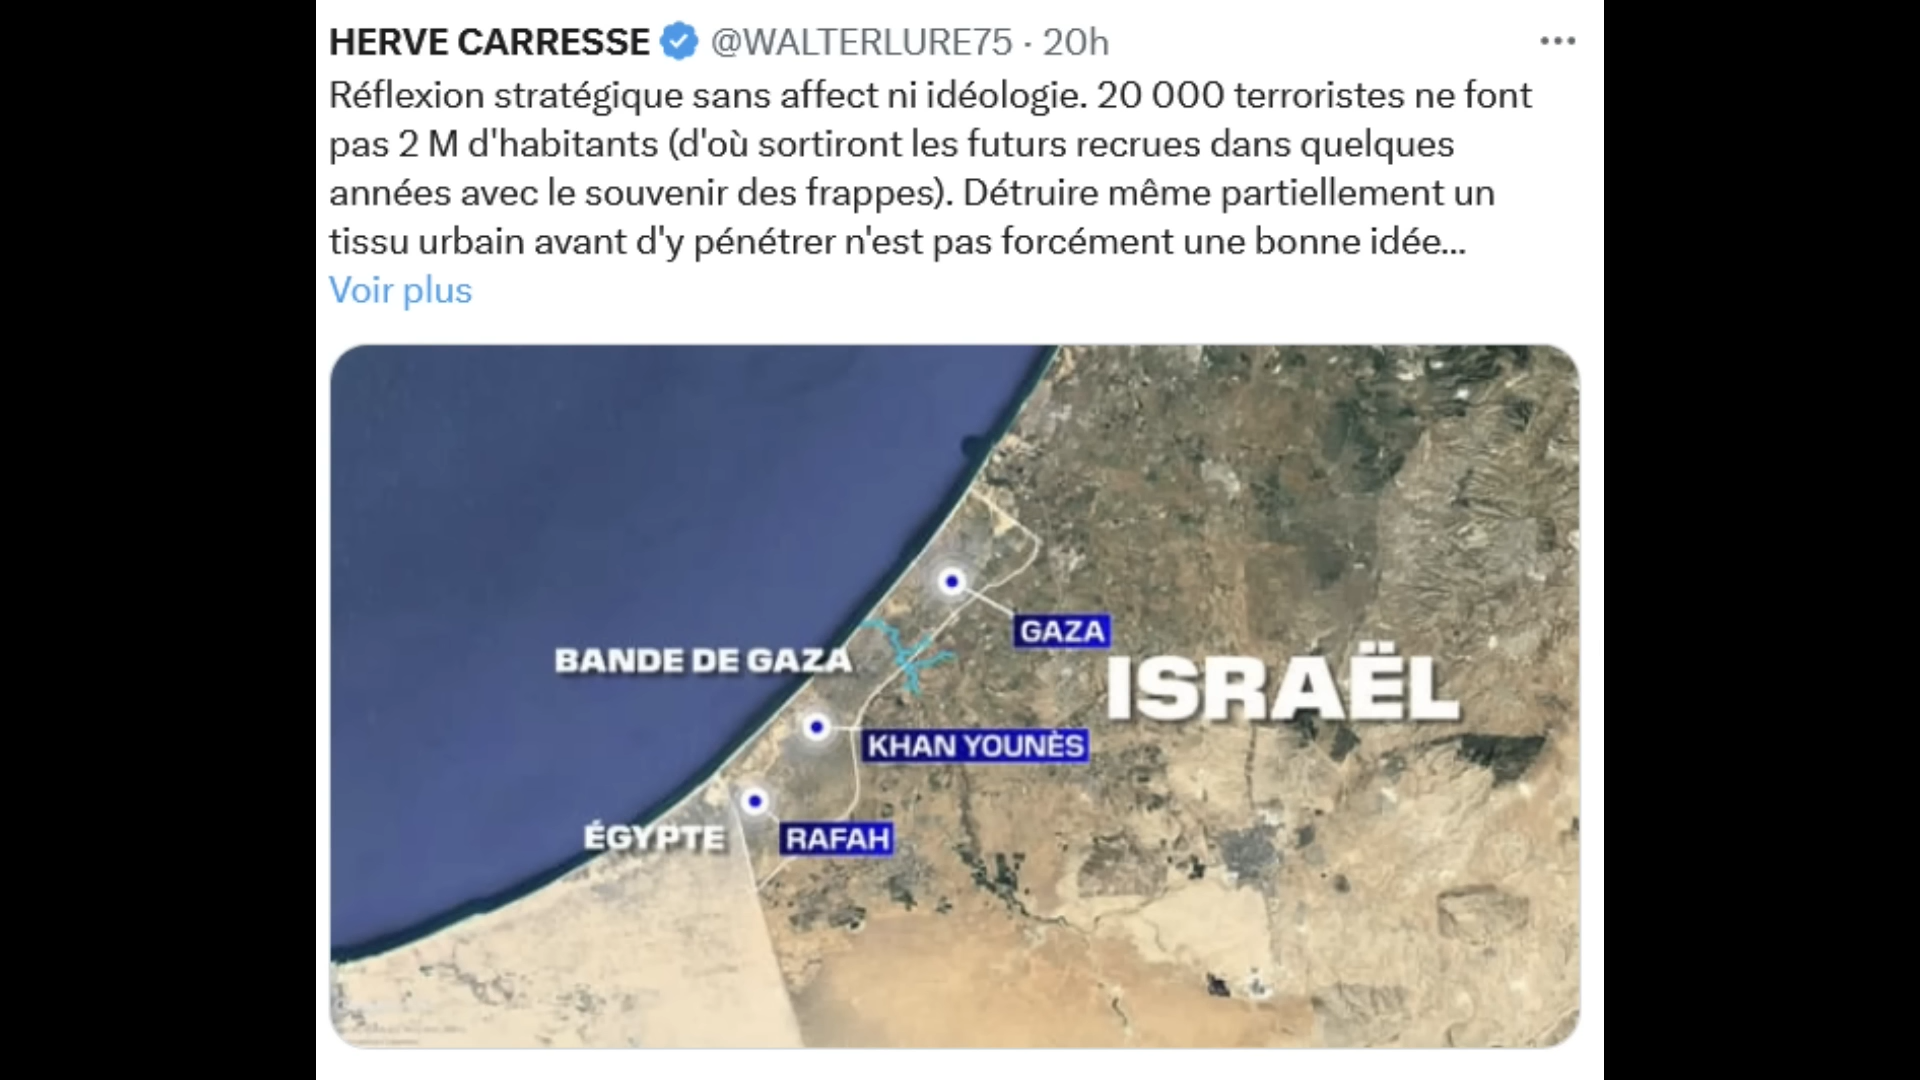 HERVE CARRESSE @WALTERLURE75 · 20h
Réflexion stratégique sans affect ni idéologie. 20 000 terroristes ne font
pas 2 M d'habitants (d'où sortiront les futurs recrues dans quelques
années avec le souvenir des frappes). Détruire même partiellement un
tissu urbain avant d'y pénétrer n'est pas forcément une bonne idée...
Voir plus
GAZA
BANDE DE GAZA
ISRAËL
KHAN YOUNÈS
ÉGYPTE
RAFAH